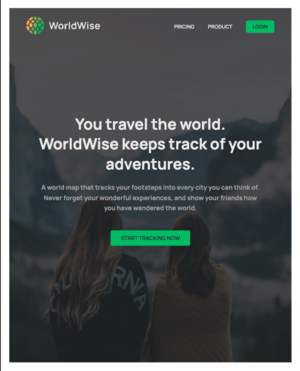 WorldWise
PRICING
PRODUCT
LOGIN
You travel the world.
WorldWise keeps track of your
adventures.
A world map that tracks your footsteps into every city you can think of.
Never forget your wonderful experiences, and show your friends how
you have wandered the world.
START TRACKING NOW